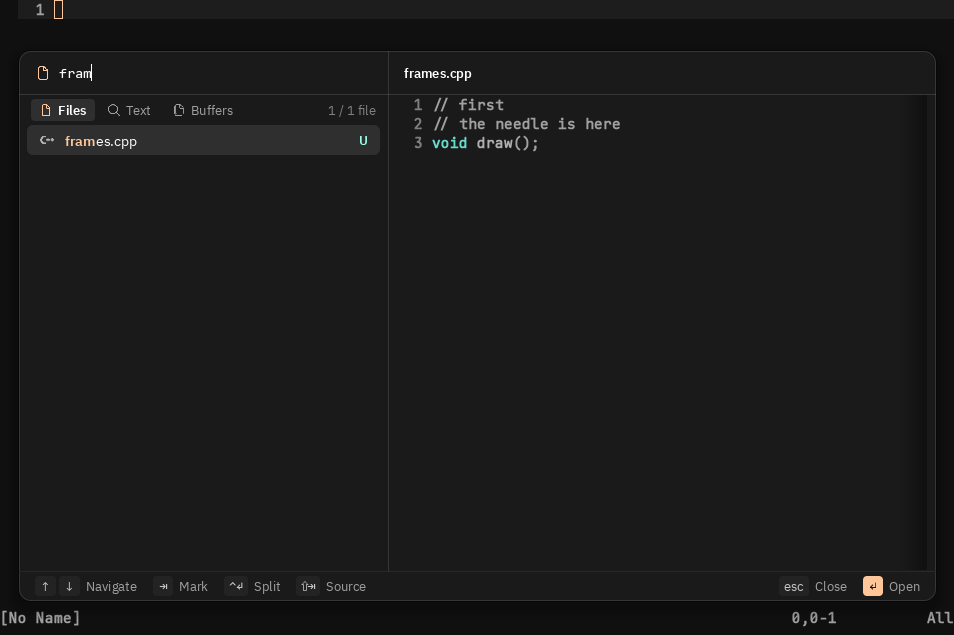 1
fram
frames.cpp
Files Text Buffers 1 / 1 file
frames.cpp U
1 // first
2 // the needle is here
3 void draw();
↑ ↓ Navigate ⇥ Mark ^↵ Split ⇧⇥ Source
esc Close ↵ Open
[No Name] 0,0-1 All